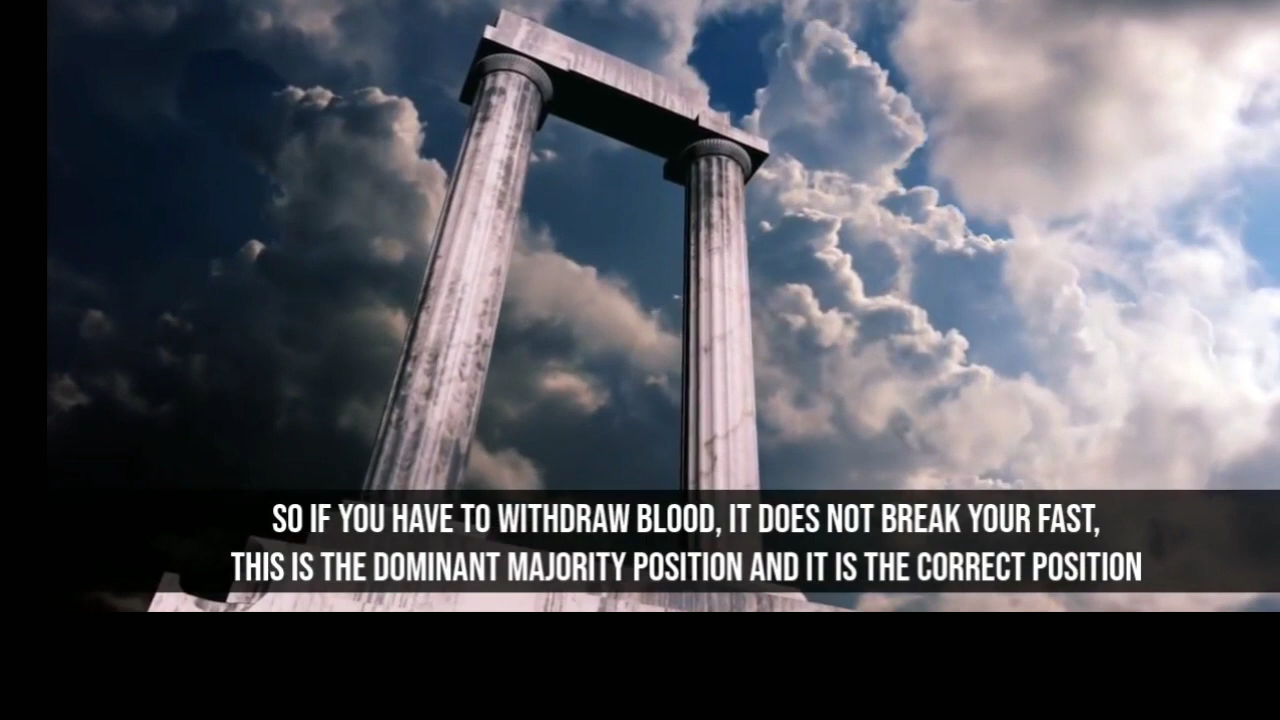 SO IF YOU HAVE TO WITHDRAW BLOOD, IT DOES NOT BREAK YOUR FAST,
THIS IS THE DOMINANT MAJORITY POSITION AND IT IS THE CORRECT POSITION